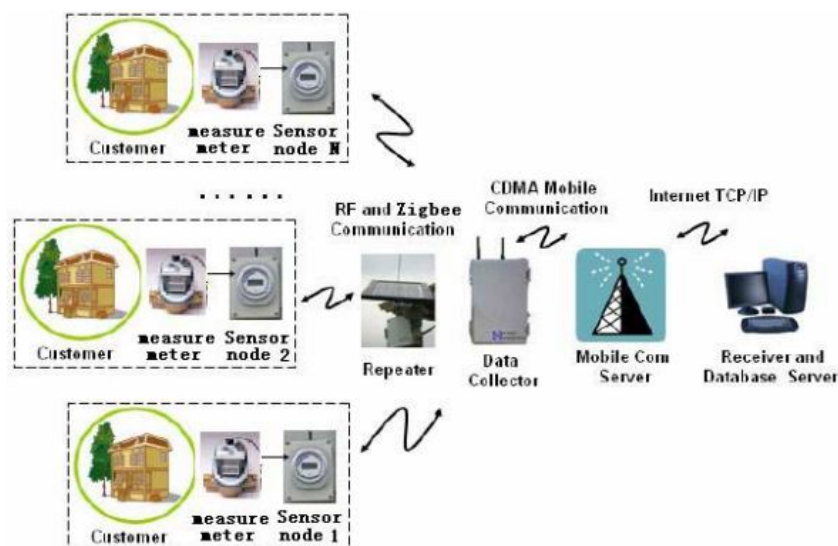 Customer
measure
meter
Sensor
node N
. . . . . .
RF and Zigbee
Communication
CDMA Mobile
Communication
Internet TCP/IP
Customer
measure
meter
Sensor
node 2
Repeater
Data
Collector
Mobile Com
Server
Receiver and
Database Server
Customer
measure
meter
Sensor
node 1